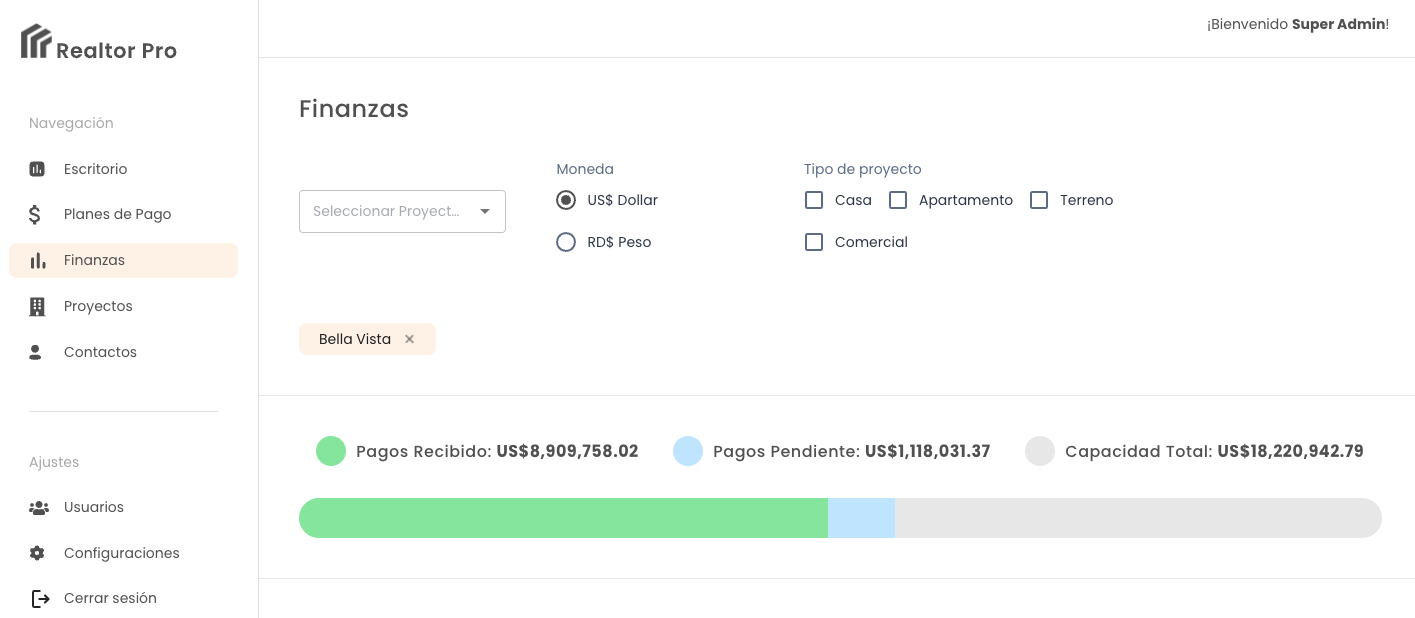 Realtor Pro
¡Bienvenido Super Admin!
Navegación
Escritorio
Planes de Pago
Finanzas
Proyectos
Contactos
Ajustes
Usuarios
Configuraciones
Cerrar sesión
Finanzas
Seleccionar Proyect...
Moneda
US$ Dollar
RD$ Peso
Tipo de proyecto
Casa Apartamento Terreno
Comercial
Bella Vista
Pagos Recibido: US$8,909,758.02 Pagos Pendiente: US$1,118,031.37 Capacidad Total: US$18,220,942.79